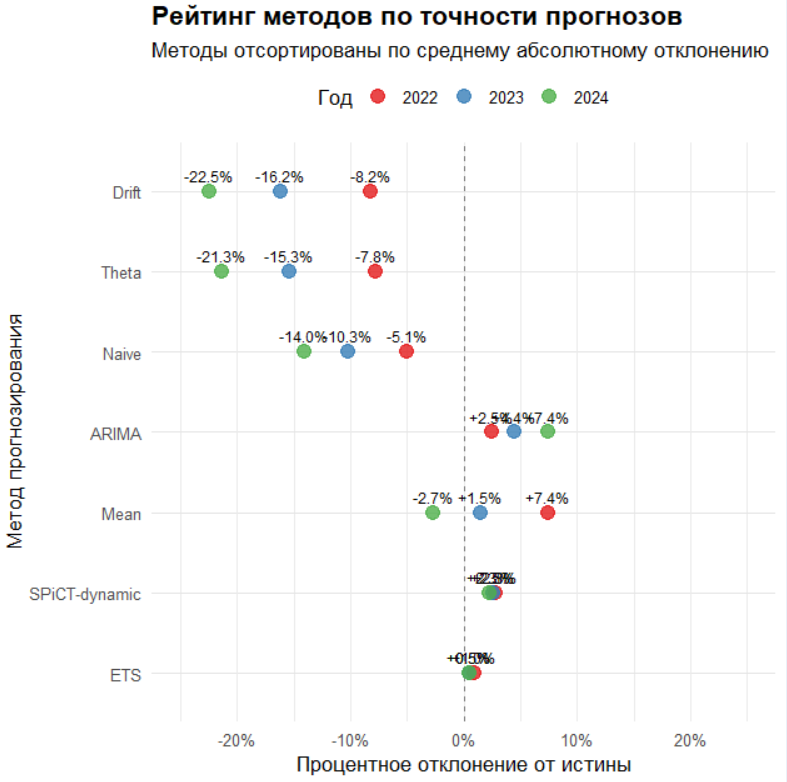 Рейтинг методов по точности прогнозов
Методы отсортированы по среднему абсолютному отклонению
Год 2022 2023 2024
Drift -22.5% -16.2% -8.2%
Theta -21.3% -15.3% -7.8%
Naive -14.0% -10.3% -5.1%
ARIMA +2.5% +4.4% +7.4%
Mean -2.7% +1.5% +7.4%
SPiCT-dynamic
ETS
-20% -10% 0% 10% 20%
Процентное отклонение от истины
Метод прогнозирования